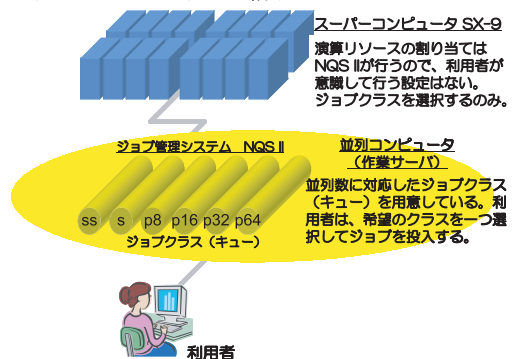 スーパーコンピュータ SX-9
演算リソースの割り当ては
NQS IIが行うので、利用者が
意識して行う設定はない。
ジョブクラスを選択するのみ。
ジョブ管理システム NQS II
並列コンピュータ
（作業サーバ）
並列数に対応したジョブクラス
（キュー）を用意している。利
用者は、希望のクラスを一つ選
択してジョブを投入する。
ss s p8 p16 p32 p64
ジョブクラス（キュー）
利用者